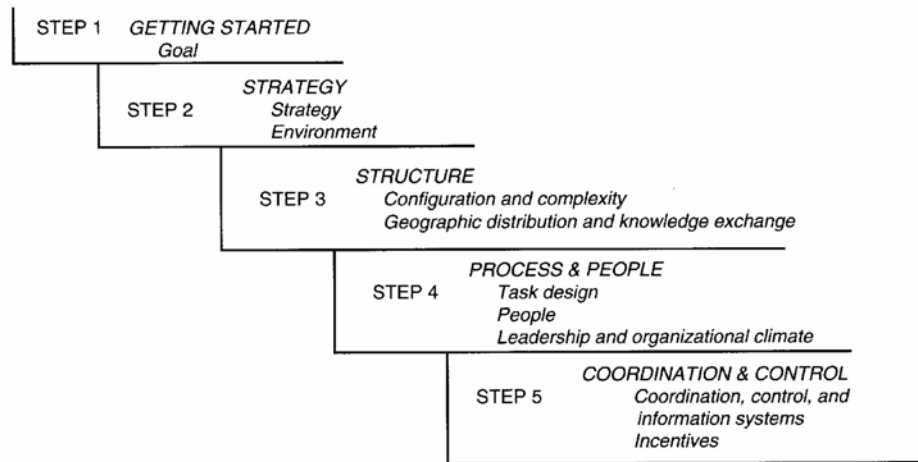 STEP 1 GETTING STARTED
Goal
STRATEGY
STEP 2 Strategy
Environment
STRUCTURE
STEP 3 Configuration and complexity
Geographic distribution and knowledge exchange
PROCESS & PEOPLE
STEP 4 Task design
People
Leadership and organizational climate
COORDINATION & CONTROL
STEP 5 Coordination, control, and
information systems
Incentives